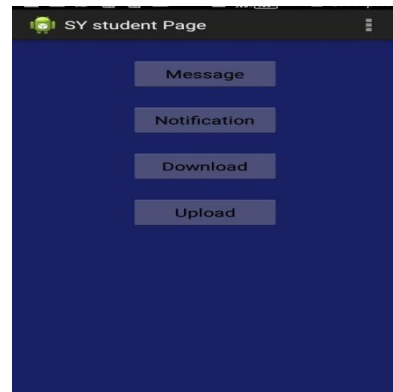 SY student Page
Message
Notification
Download
Upload